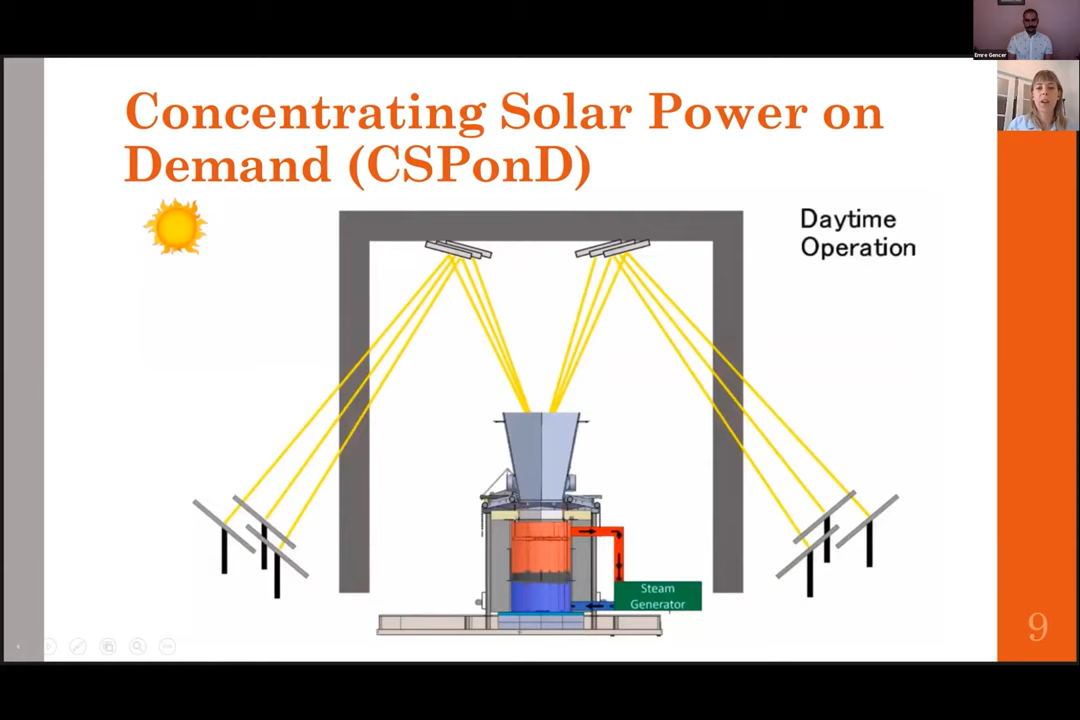 Emre Gencer
Concentrating Solar Power on
Demand (CSPonD)
Daytime
Operation
Steam
Generator
9